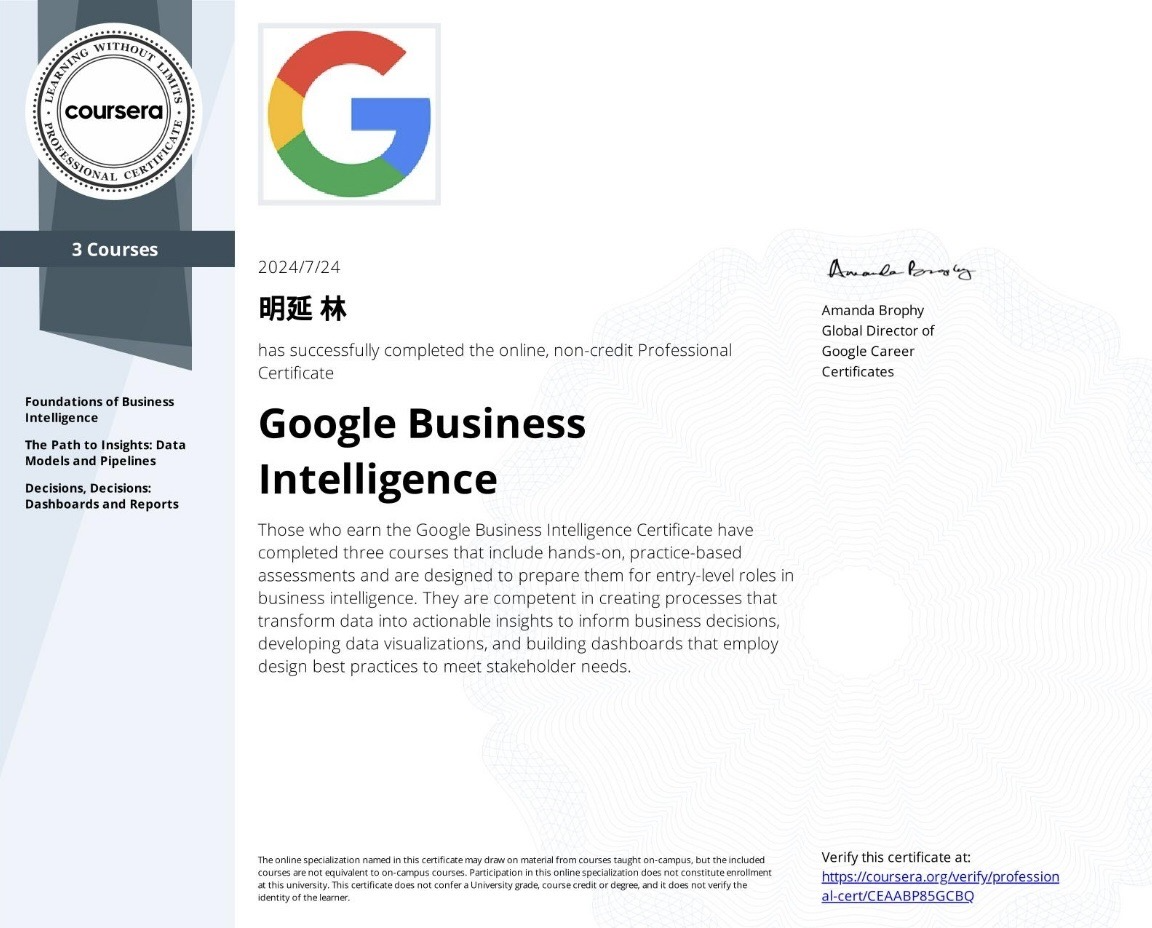 LEARNING WITHOUT LIMITS
coursera
PROFESSIONAL CERTIFICATE
3 Courses
Foundations of Business
Intelligence
The Path to Insights: Data
Models and Pipelines
Decisions, Decisions:
Dashboards and Reports
2024/7/24
明延 林
has successfully completed the online, non-credit Professional
Certificate
Google Business
Intelligence
Those who earn the Google Business Intelligence Certificate have
completed three courses that include hands-on, practice-based
assessments and are designed to prepare them for entry-level roles in
business intelligence. They are competent in creating processes that
transform data into actionable insights to inform business decisions,
developing data visualizations, and building dashboards that employ
design best practices to meet stakeholder needs.
Amanda Brophy
Amanda Brophy
Global Director of
Google Career
Certificates
The online specialization named in this certificate may draw on material from courses taught on-campus, but the included
courses are not equivalent to on-campus courses. Participation in this online specialization does not constitute enrollment
at this university. This certificate does not confer a University grade, course credit or degree, and it does not verify the
identity of the learner.
Verify this certificate at:
https://coursera.org/verify/profession
al-cert/CEAABP85GCBQ